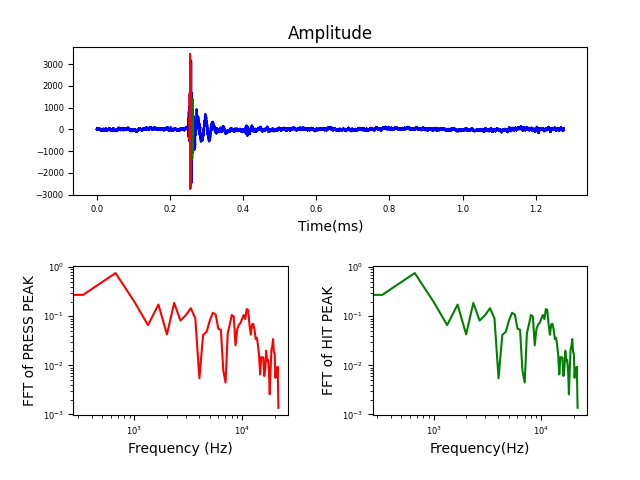 Amplitude
3000
2000
1000
0
−1000
−2000
−3000
0.0 0.2 0.4 0.6 0.8 1.0 1.2
Time(ms)
FFT of PRESS PEAK
10⁰
10⁻¹
10⁻²
10⁻³
10³ 10⁴
Frequency (Hz)
FFT of HIT PEAK
10⁰
10⁻¹
10⁻²
10⁻³
10³ 10⁴
Frequency(Hz)